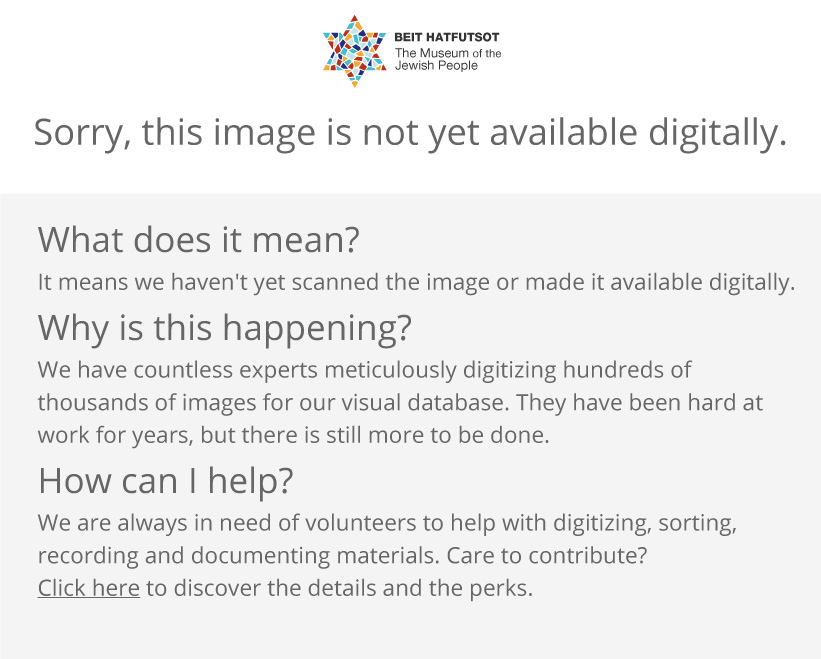 BEIT HATFUTSOT
The Museum of the
Jewish People
Sorry, this image is not yet available digitally.
What does it mean?
It means we haven't yet scanned the image or made it available digitally.
Why is this happening?
We have countless experts meticulously digitizing hundreds of
thousands of images for our visual database. They have been hard at
work for years, but there is still more to be done.
How can I help?
We are always in need of volunteers to help with digitizing, sorting,
recording and documenting materials. Care to contribute?
Click here to discover the details and the perks.